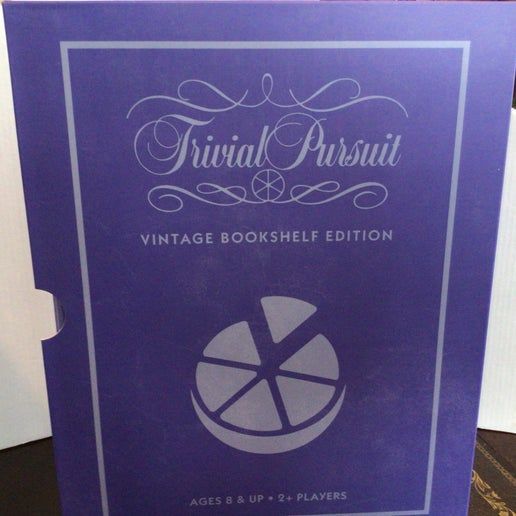 Trivial Pursuit
VINTAGE BOOKSHELF EDITION
AGES 8 & UP • 2+ PLAYERS